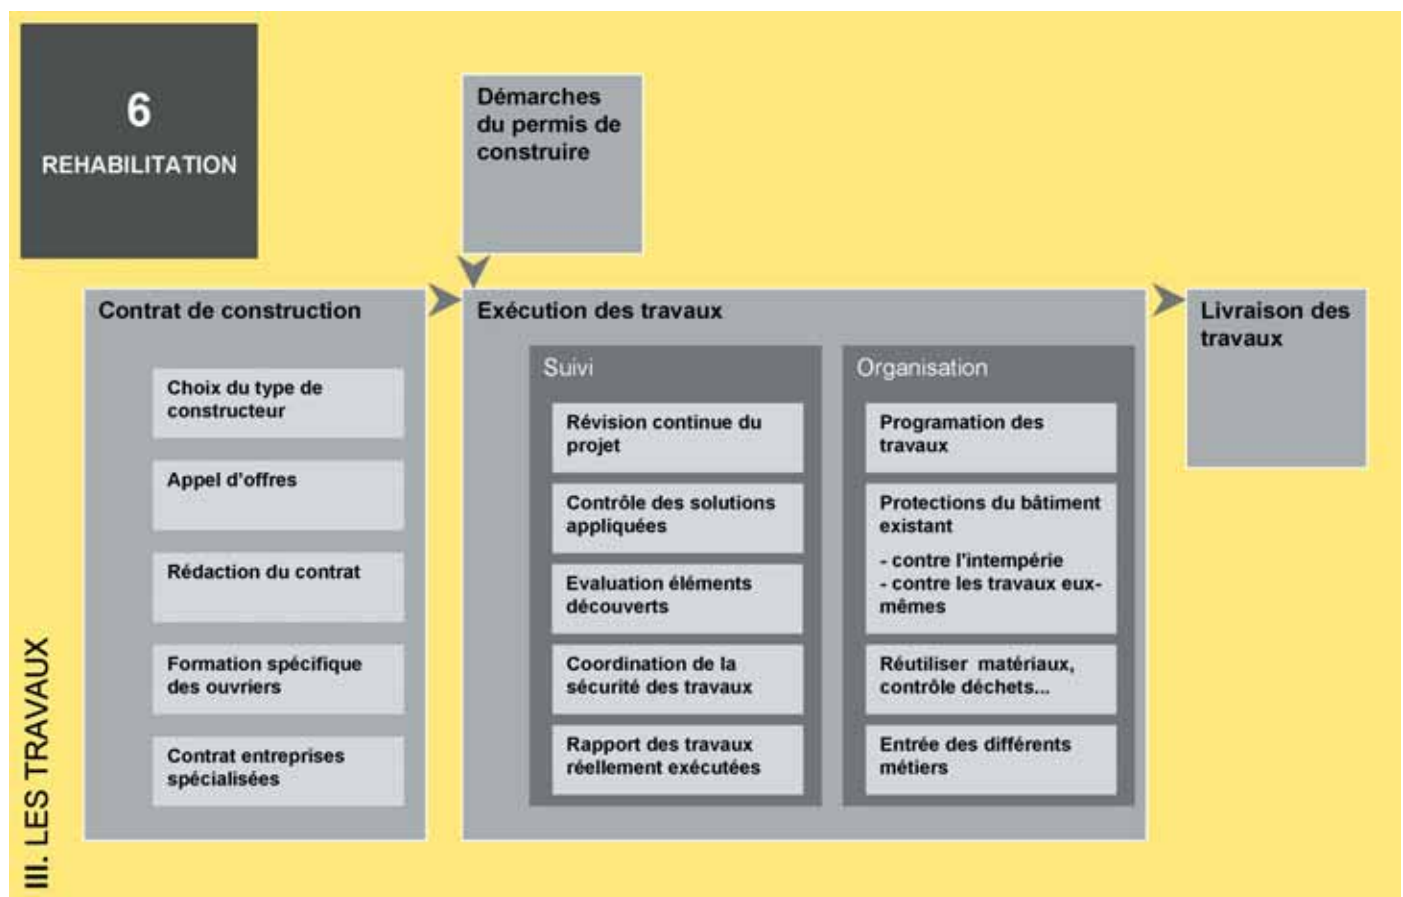 6
REHABILITATION
Démarches
du permis de
construire
Contrat de construction
Choix du type de
constructeur
Appel d'offres
Rédaction du contrat
Formation spécifique
des ouvriers
Contrat entreprises
spécialisées
Exécution des travaux
Suivi
Révision continue du
projet
Contrôle des solutions
appliquées
Evaluation éléments
découverts
Coordination de la
sécurité des travaux
Rapport des travaux
réellement exécutées
Organisation
Programation des
travaux
Protections du bâtiment
existant
- contre l'intempérie
- contre les travaux eux-
mêmes
Réutiliser matériaux,
contrôle déchets...
Entrée des différents
métiers
Livraison des
travaux
III. LES TRAVAUX